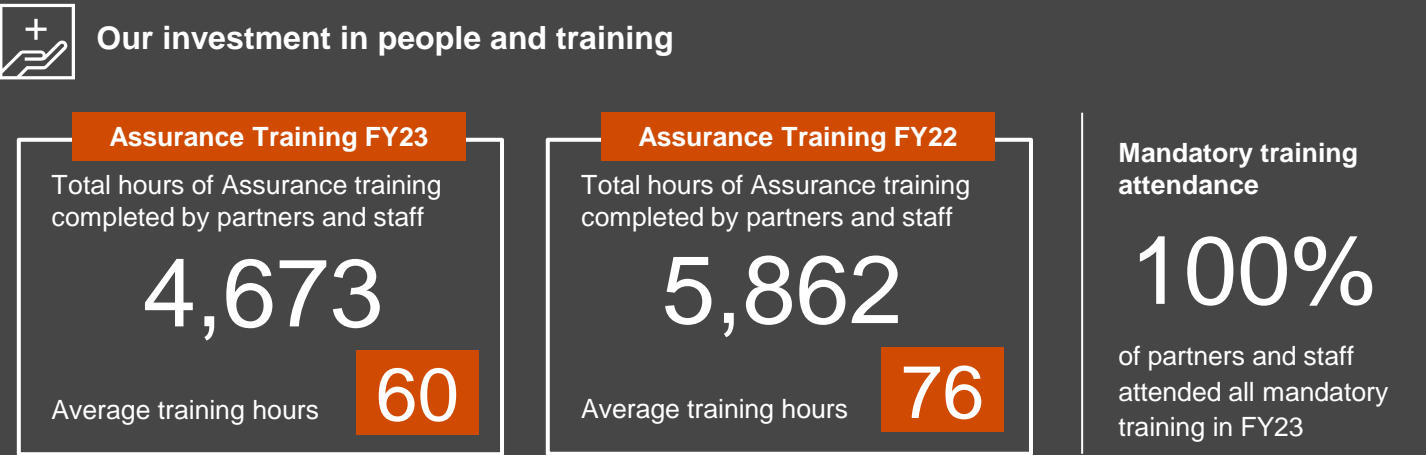 Our investment in people and training
Assurance Training FY23
Total hours of Assurance training
completed by partners and staff
4,673
Average training hours
60
Assurance Training FY22
Total hours of Assurance training
completed by partners and staff
5,862
Average training hours
76
Mandatory training
attendance
100%
of partners and staff
attended all mandatory
training in FY23